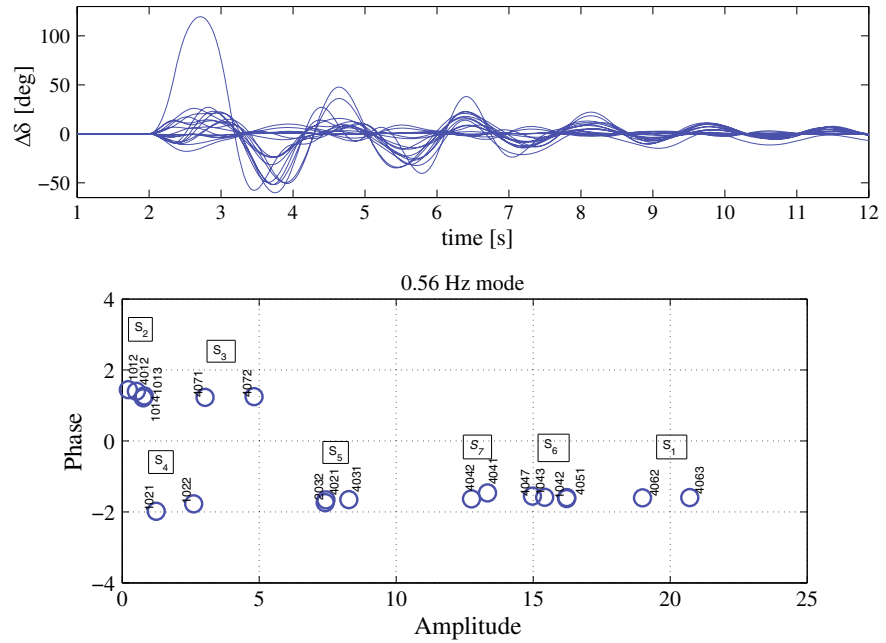 100
50
0
−50
Δδ [deg]
1 2 3 4 5 6 7 8 9 10 11 12
time [s]
0.56 Hz mode
4
2
0
−2
−4
Phase
S2
S3
1012
4012
1013
1014
4071
4072
S4
S5
S7
S6
S1
1021
1022
2032
4021
4031
4042
4041
4047
4043
1042
4051
4062
4063
0 5 10 15 20 25
Amplitude